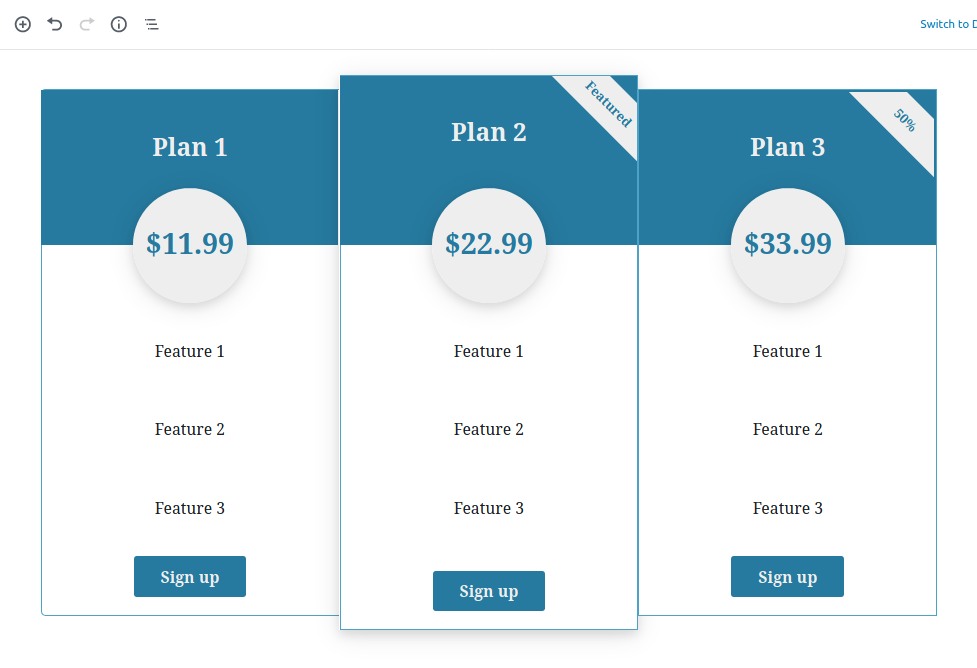 Switch to D
Plan 1
$11.99
Feature 1
Feature 2
Feature 3
Sign up
Featured
Plan 2
$22.99
Feature 1
Feature 2
Feature 3
Sign up
50%
Plan 3
$33.99
Feature 1
Feature 2
Feature 3
Sign up